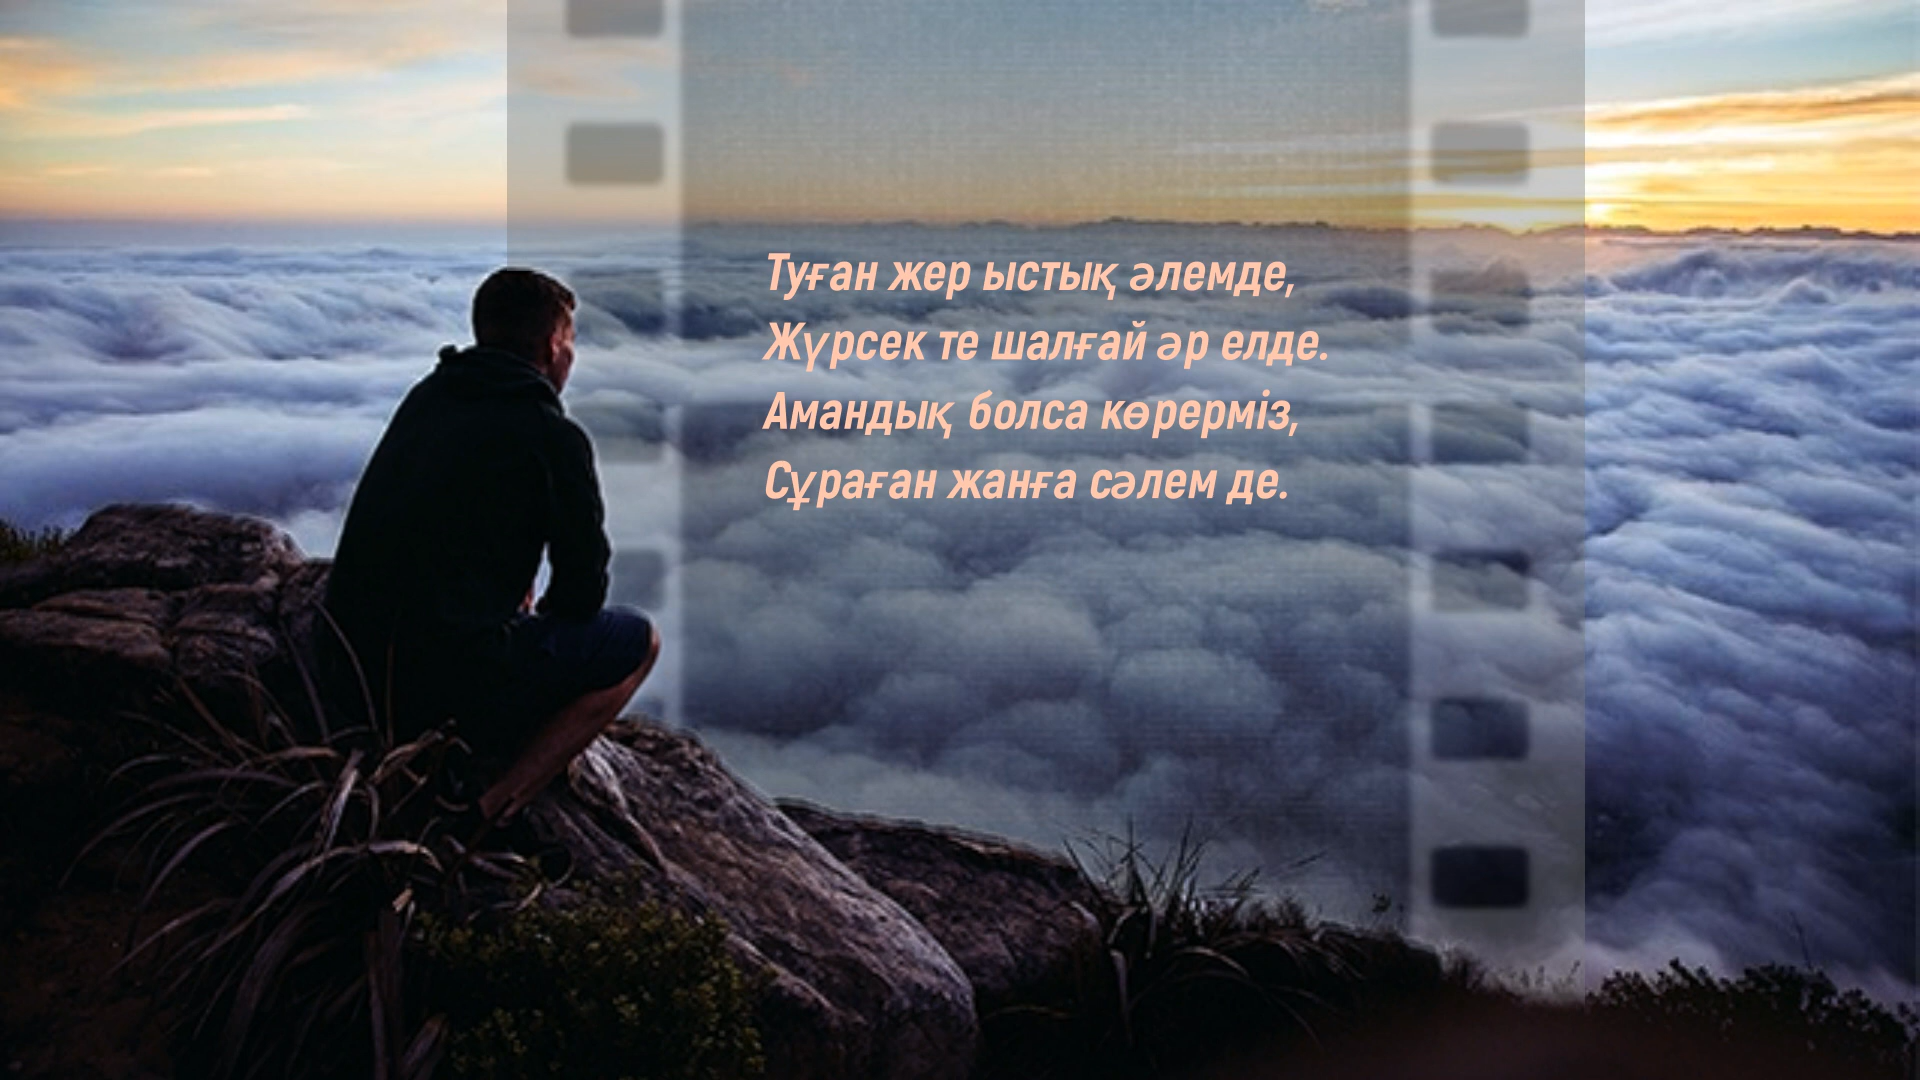 Туған жер ыстық әлемде,
Жүрсек те шалғай әр елде.
Амандық болса көрерміз,
Сұраған жанға сәлем де.